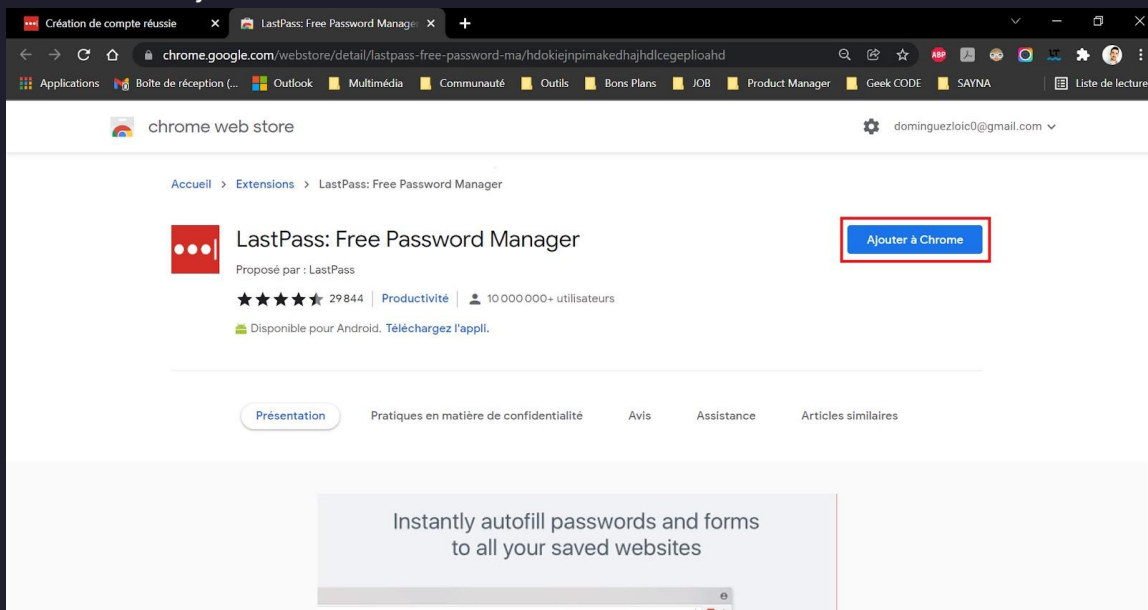 Création de compte réussie
LastPass: Free Password Manage
chrome.google.com/webstore/detail/lastpass-free-password-ma/hdokiejnpimakedhajhdlcegeplioahd
ABP
Applications
Boîte de réception (...
Outlook
Multimédia
Communauté
Outils
Bons Plans
JOB
Product Manager
Geek CODE
SAYNA
Liste de lecture
chrome web store
dominguezloic0@gmail.com
Accueil > Extensions > LastPass: Free Password Manager
LastPass: Free Password Manager
Ajouter à Chrome
Proposé par : LastPass
29 844 | Productivité | 10 000 000+ utilisateurs
Disponible pour Android. Téléchargez l'appli.
Présentation
Pratiques en matière de confidentialité
Avis
Assistance
Articles similaires
Instantly autofill passwords and forms
to all your saved websites